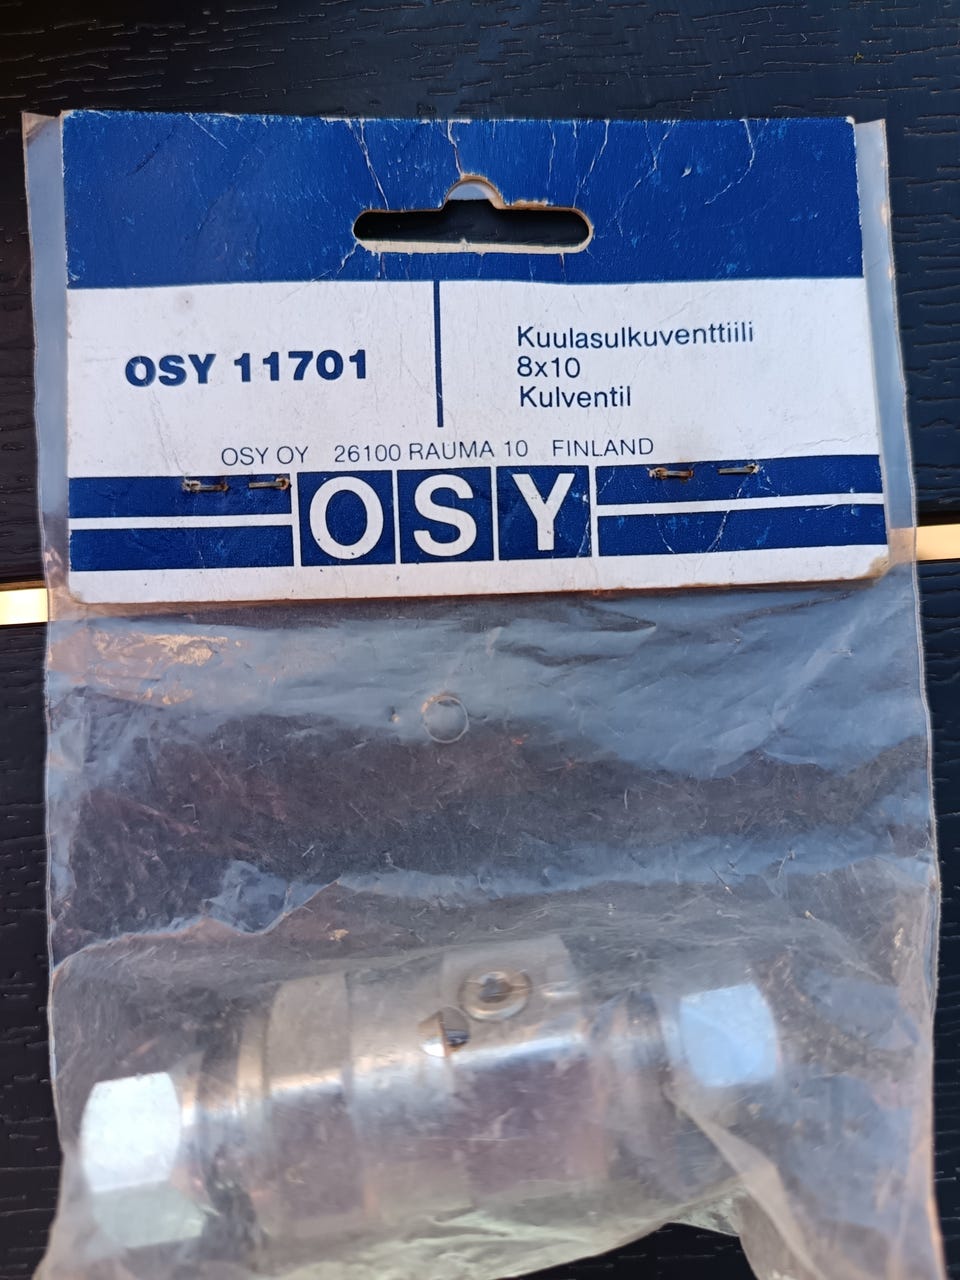 OSY 11701
Kuulasulkuventtiili
8x10
Kulventil
OSY OY 26100 RAUMA 10 FINLAND
OSY